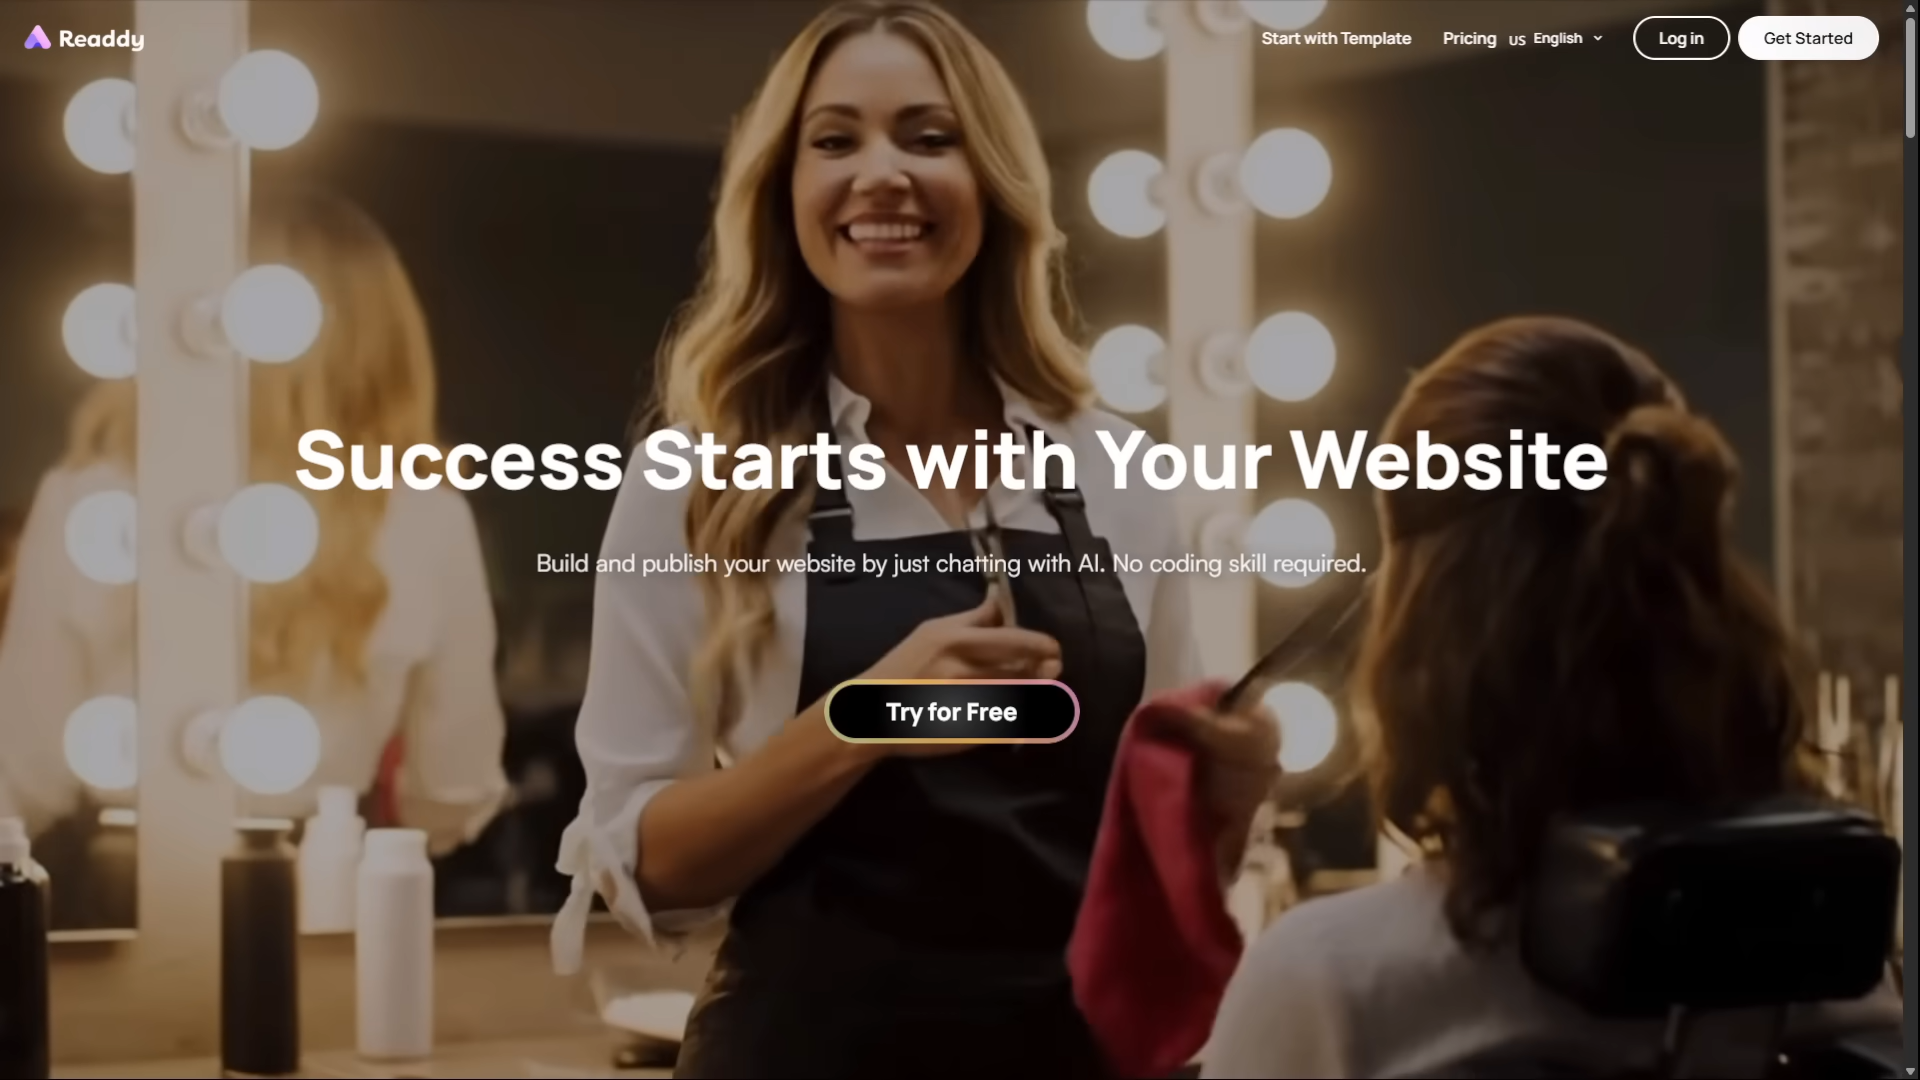 Readdy
Start with Template
Pricing
US English
Log in
Get Started
Success Starts with Your Website
Build and publish your website by just chatting with AI. No coding skill required.
Try for Free